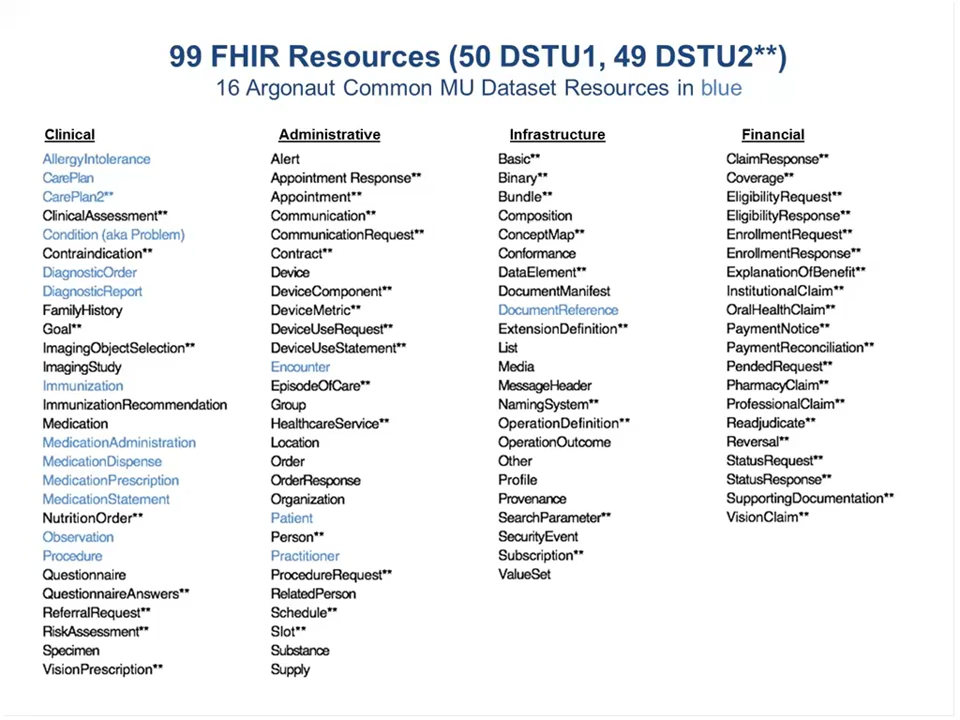 99 FHIR Resources (50 DSTU1, 49 DSTU2**)
16 Argonaut Common MU Dataset Resources in blue
Clinical
AllergyIntolerance
CarePlan
CarePlan2**
ClinicalAssessment**
Condition (aka Problem)
Contraindication**
DiagnosticOrder
DiagnosticReport
FamilyHistory
Goal**
ImagingObjectSelection**
ImagingStudy
Immunization
ImmunizationRecommendation
Medication
MedicationAdministration
MedicationDispense
MedicationPrescription
MedicationStatement
NutritionOrder**
Observation
Procedure
Questionnaire
QuestionnaireAnswers**
ReferralRequest**
RiskAssessment**
Specimen
VisionPrescription**
Administrative
Alert
Appointment Response**
Appointment**
Communication**
CommunicationRequest**
Contract**
Device
DeviceComponent**
DeviceMetric**
DeviceUseRequest**
DeviceUseStatement**
Encounter
EpisodeOfCare**
Group
HealthcareService**
Location
Order
OrderResponse
Organization
Patient
Person**
Practitioner
ProcedureRequest**
RelatedPerson
Schedule**
Slot**
Substance
Supply
Infrastructure
Basic**
Binary**
Bundle**
Composition
ConceptMap**
Conformance
DataElement**
DocumentManifest
DocumentReference
ExtensionDefinition**
List
Media
MessageHeader
NamingSystem**
OperationDefinition**
OperationOutcome
Other
Profile
Provenance
SearchParameter**
SecurityEvent
Subscription**
ValueSet
Financial
ClaimResponse**
Coverage**
EligibilityRequest**
EligibilityResponse**
EnrollmentRequest**
EnrollmentResponse**
ExplanationOfBenefit**
InstitutionalClaim**
OralHealthClaim**
PaymentNotice**
PaymentReconciliation**
PendedRequest**
PharmacyClaim**
ProfessionalClaim**
Readjudicate**
Reversal**
StatusRequest**
StatusResponse**
SupportingDocumentation**
VisionClaim**